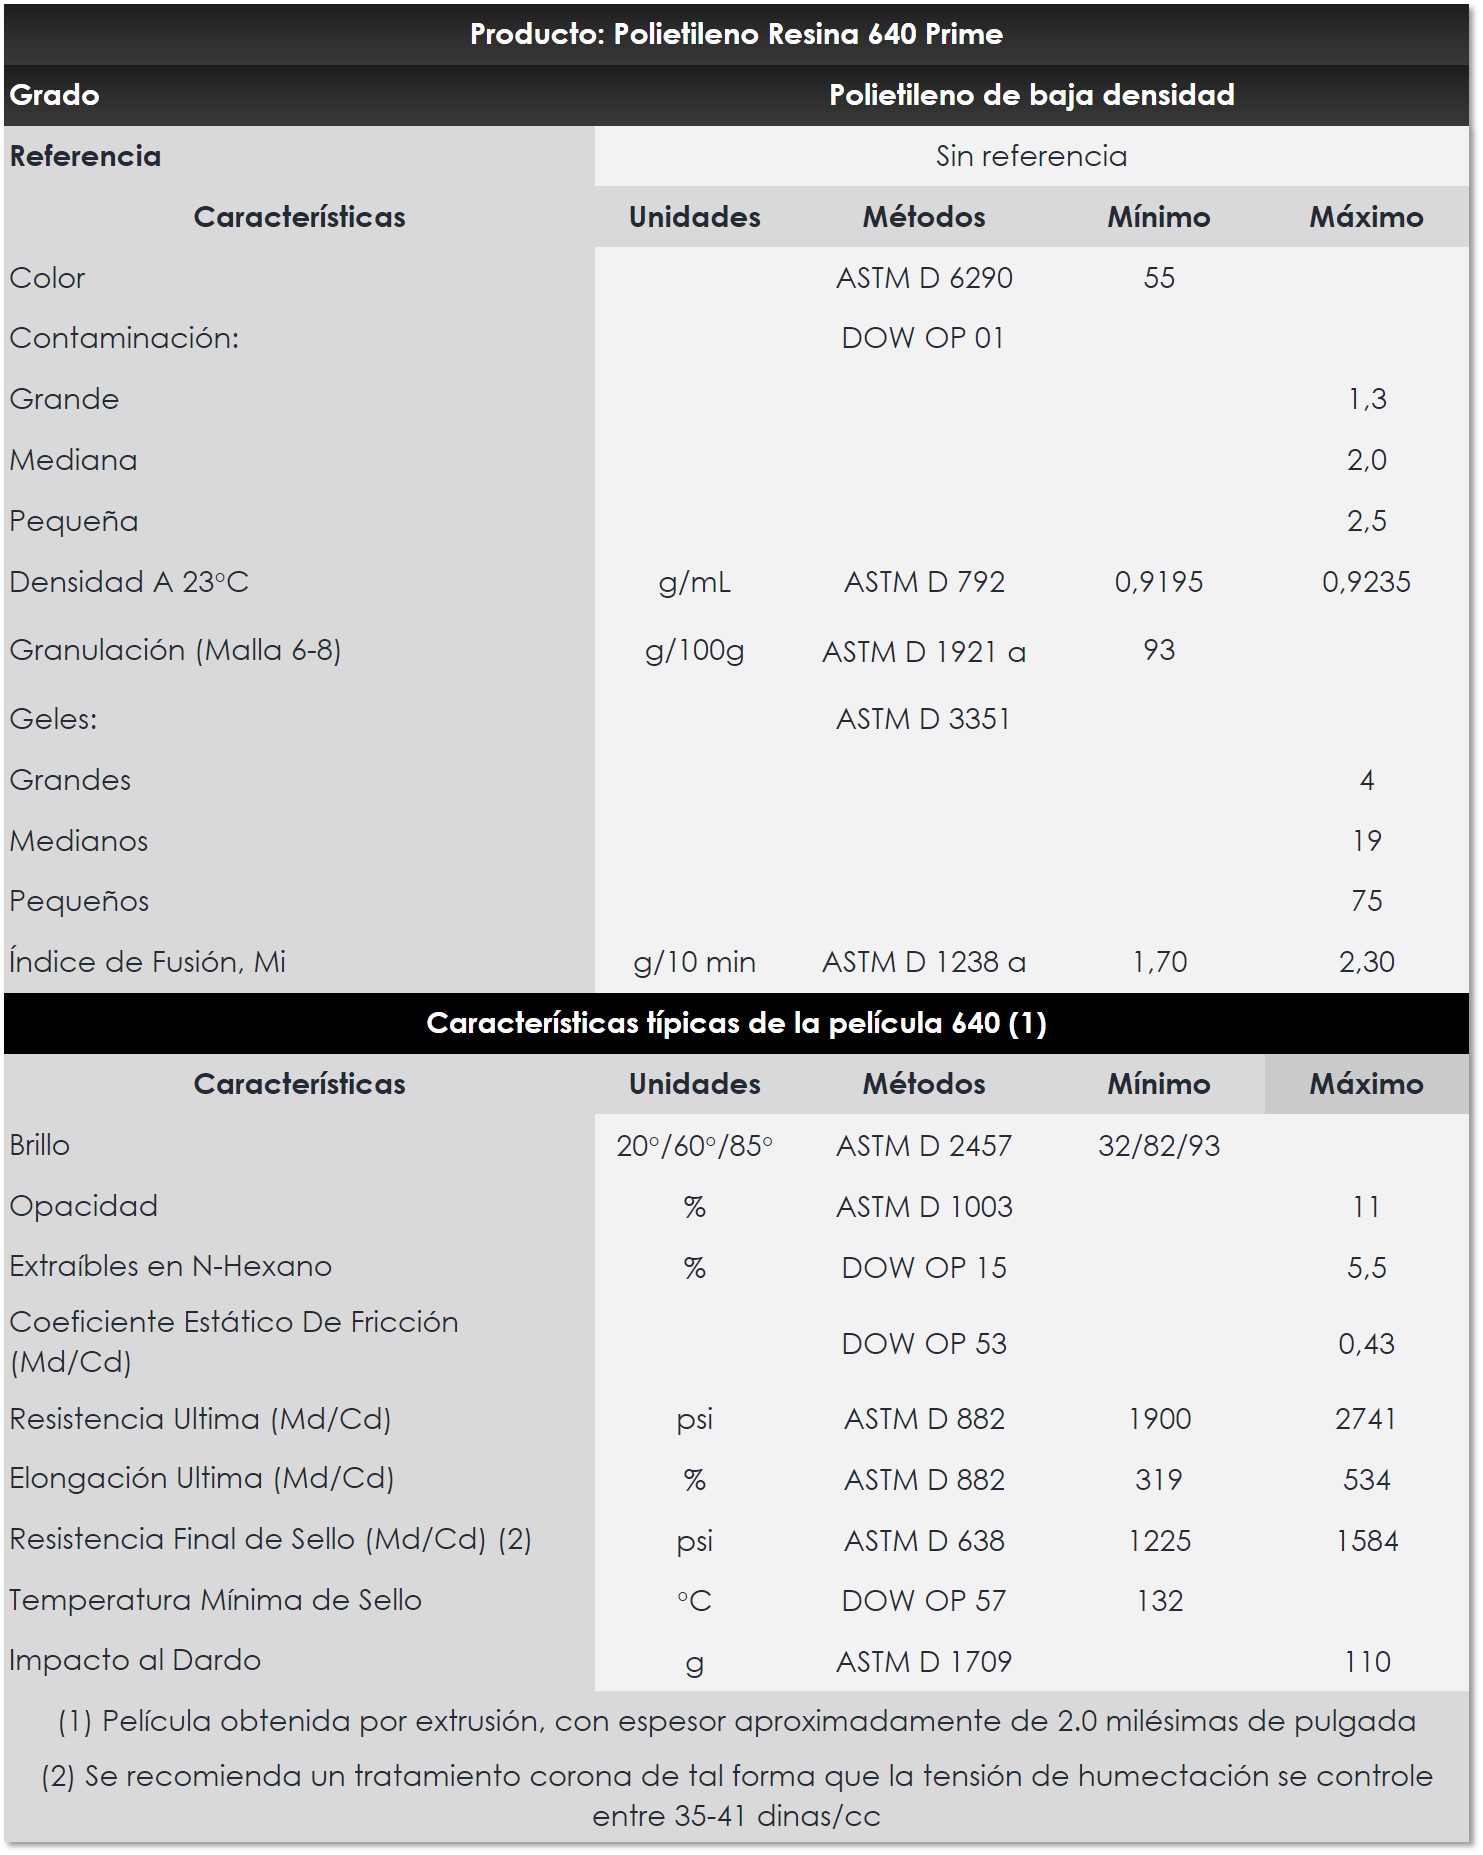 Producto: Polietileno Resina 640 Prime
Grado Polietileno de baja densidad
Referencia Sin referencia
Características Unidades Métodos Mínimo Máximo
Color ASTM D 6290 55
Contaminación: DOW OP 01
Grande 1,3
Mediana 2,0
Pequeña 2,5
Densidad A 23°C g/mL ASTM D 792 0,9195 0,9235
Granulación (Malla 6-8) g/100g ASTM D 1921 a 93
Geles: ASTM D 3351
Grandes 4
Medianos 19
Pequeños 75
Índice de Fusión, Mi g/10 min ASTM D 1238 a 1,70 2,30
Características típicas de la película 640 (1)
Características Unidades Métodos Mínimo Máximo
Brillo 20°/60°/85° ASTM D 2457 32/82/93
Opacidad % ASTM D 1003 11
Extraíbles en N-Hexano % DOW OP 15 5,5
Coeficiente Estático De Fricción
(Md/Cd) DOW OP 53 0,43
Resistencia Ultima (Md/Cd) psi ASTM D 882 1900 2741
Elongación Ultima (Md/Cd) % ASTM D 882 319 534
Resistencia Final de Sello (Md/Cd) (2) psi ASTM D 638 1225 1584
Temperatura Mínima de Sello °C DOW OP 57 132
Impacto al Dardo g ASTM D 1709 110
(1) Película obtenida por extrusión, con espesor aproximadamente de 2.0 milésimas de pulgada
(2) Se recomienda un tratamiento corona de tal forma que la tensión de humectación se controle
entre 35-41 dinas/cc